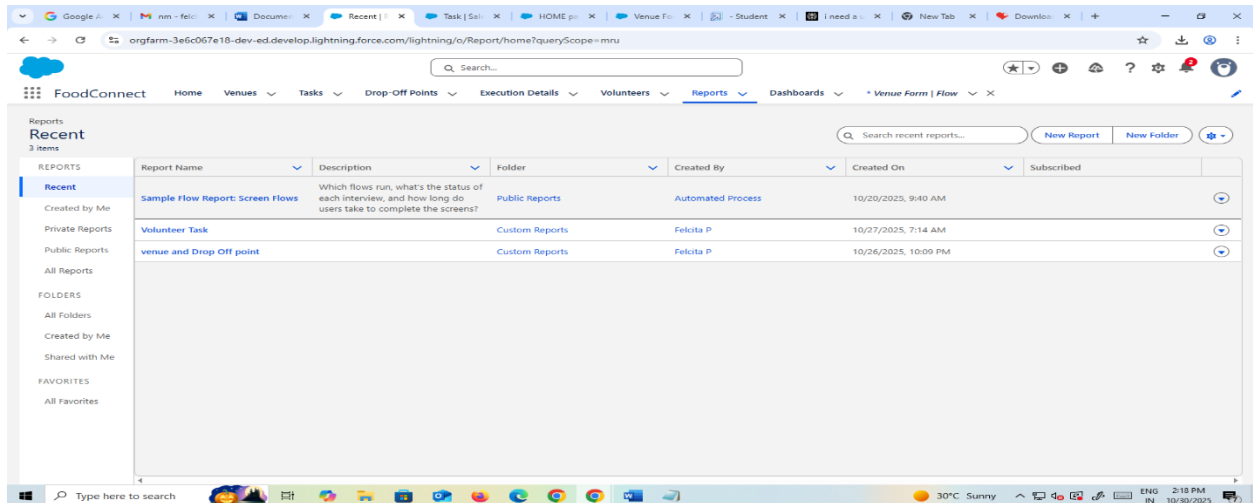 Google A
nm - felci
Documen
Recent | R
Task | Sal
HOME pa
Venue Fo
- Student
i need a
New Tab
Downloa
orgfarm-3e6c067e18-dev-ed.develop.lightning.force.com/lightning/o/Report/home?queryScope=mru
Search...
2
FoodConnect Home Venues Tasks Drop-Off Points Execution Details Volunteers Reports Dashboards * Venue Form | Flow
Reports
Recent
3 items
Search recent reports...
New Report New Folder
REPORTS
Recent
Created by Me
Private Reports
Public Reports
All Reports
FOLDERS
All Folders
Created by Me
Shared with Me
FAVORITES
All Favorites
Report Name Description Folder Created By Created On Subscribed
Sample Flow Report: Screen Flows
Which flows run, what's the status of
each interview, and how long do
users take to complete the screens?
Public Reports Automated Process 10/20/2025, 9:40 AM
Volunteer Task Custom Reports Felcita P 10/27/2025, 7:14 AM
venue and Drop Off point Custom Reports Felcita P 10/26/2025, 10:09 PM
Type here to search
30°C Sunny
ENG
IN
2:18 PM
10/30/2025